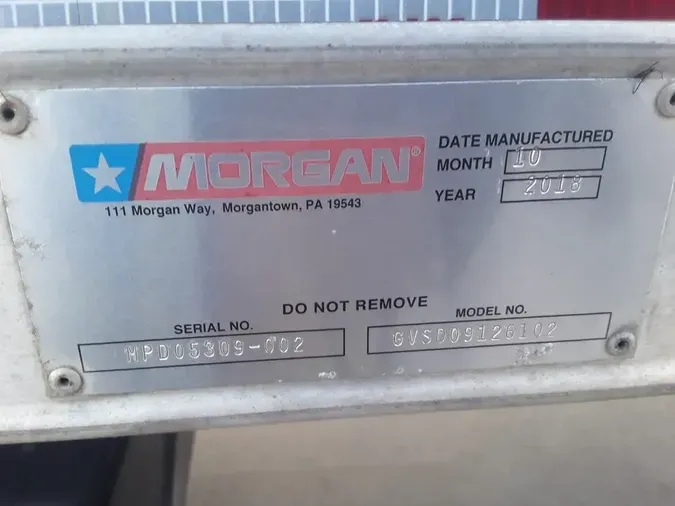 MORGAN®
111 Morgan Way, Morgantown, PA 19543
DATE MANUFACTURED
MONTH 10
YEAR 2018
DO NOT REMOVE
SERIAL NO. MODEL NO.
MPD05309-002 GVSD09126102